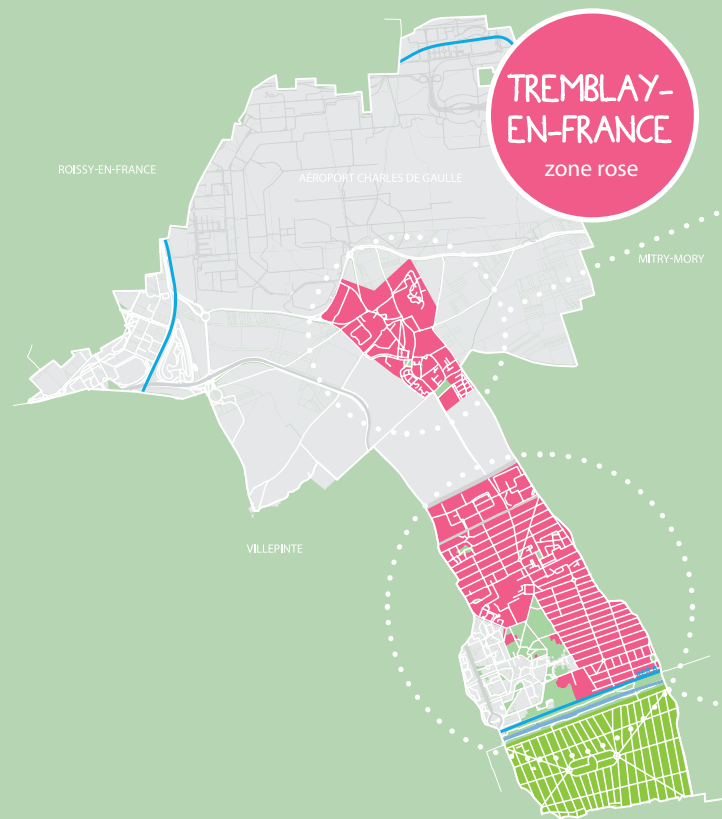 TREMBLAY-
EN-FRANCE
zone rose
ROISSY-EN-FRANCE
AÉROPORT CHARLES DE GAULLE
MITRY-MORY
VILLEPINTE